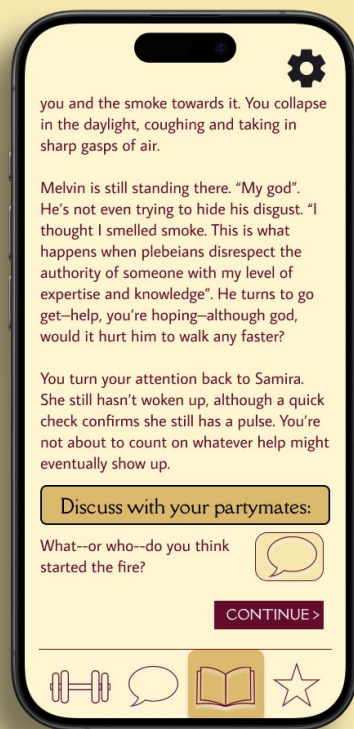 you and the smoke towards it. You collapse
in the daylight, coughing and taking in
sharp gasps of air.
Melvin is still standing there. “My god”.
He’s not even trying to hide his disgust. “I
thought I smelled smoke. This is what
happens when plebeians disrespect the
authority of someone with my level of
expertise and knowledge”. He turns to go
get—help, you’re hoping—although god,
would it hurt him to walk any faster?
You turn your attention back to Samira.
She still hasn’t woken up, although a quick
check confirms she still has a pulse. You’re
not about to count on whatever help might
eventually show up.
Discuss with your partymates:
What--or who--do you think
started the fire?
CONTINUE >